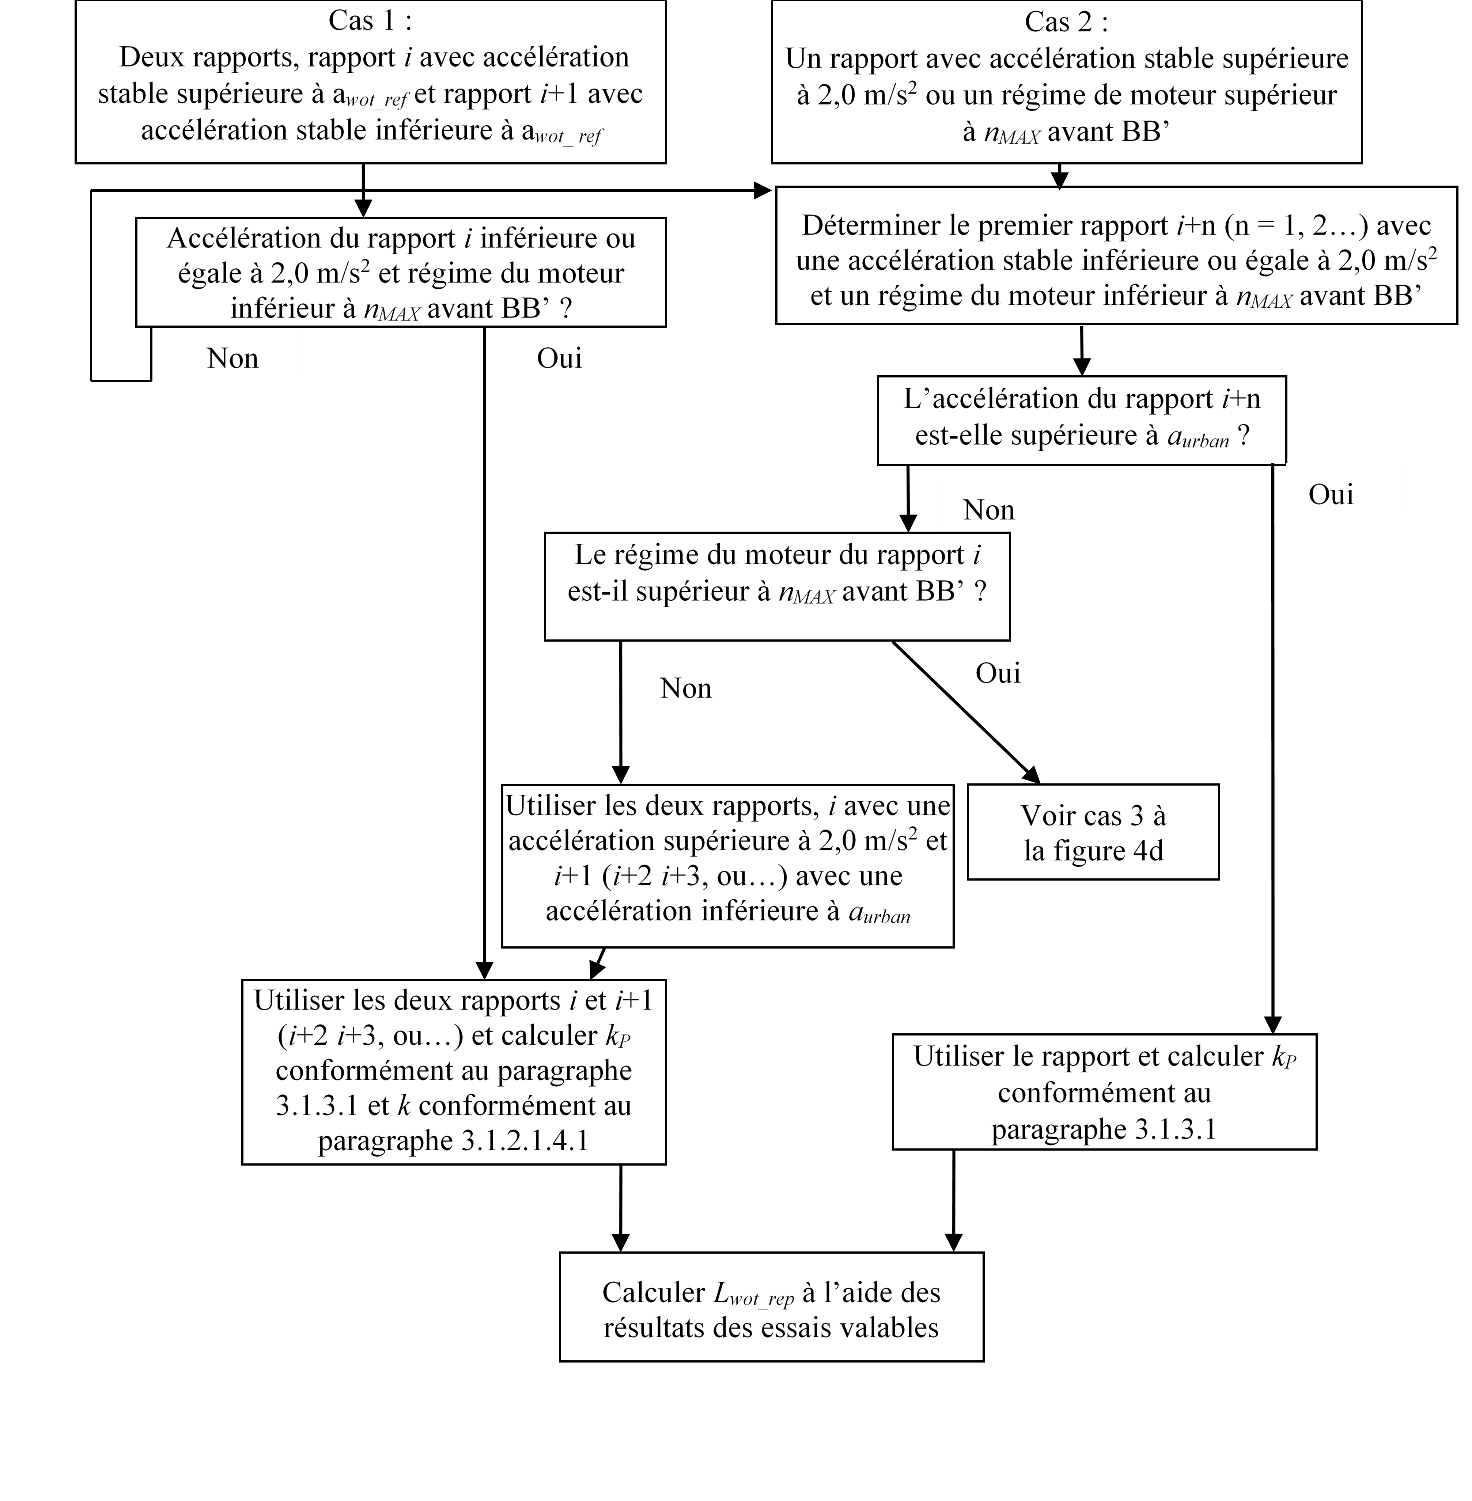 Cas 1 :
Deux rapports, rapport i avec accélération
stable supérieure à awot_ref et rapport i+1 avec
accélération stable inférieure à awot_ ref
Cas 2 :
Un rapport avec accélération stable supérieure
à 2,0 m/s2 ou un régime de moteur supérieur
à nMAX avant BB’
Accélération du rapport i inférieure ou
égale à 2,0 m/s2 et régime du moteur
inférieur à nMAX avant BB’ ?
Déterminer le premier rapport i+n (n = 1, 2…) avec
une accélération stable inférieure ou égale à 2,0 m/s2
et un régime du moteur inférieur à nMAX avant BB’
Non
Oui
L’accélération du rapport i+n
est-elle supérieure à aurban ?
Non
Oui
Le régime du moteur du rapport i
est-il supérieur à nMAX avant BB’ ?
Non
Oui
Utiliser les deux rapports, i avec une
accélération supérieure à 2,0 m/s2 et
i+1 (i+2 i+3, ou…) avec une
accélération inférieure à aurban
Voir cas 3 à
la figure 4d
Utiliser les deux rapports i et i+1
(i+2 i+3, ou…) et calculer kP
conformément au paragraphe
3.1.3.1 et k conformément au
paragraphe 3.1.2.1.4.1
Utiliser le rapport et calculer kP
conformément au
paragraphe 3.1.3.1
Calculer Lwot_rep à l’aide des
résultats des essais valables